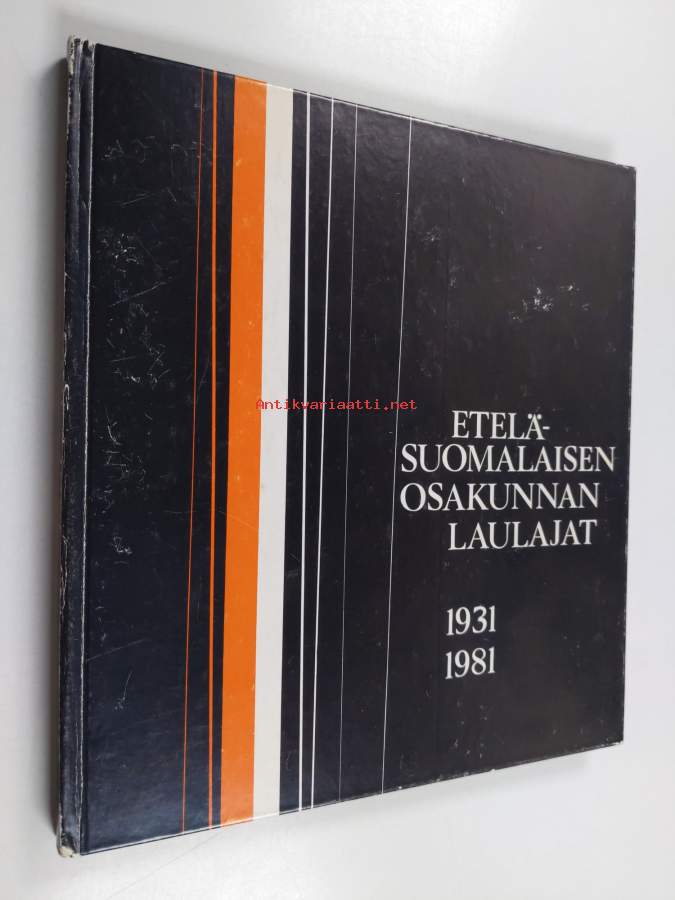 Antikvariaatti.net
ETELÄ-
SUOMALAISEN
OSAKUNNAN
LAULAJAT
1931
1981